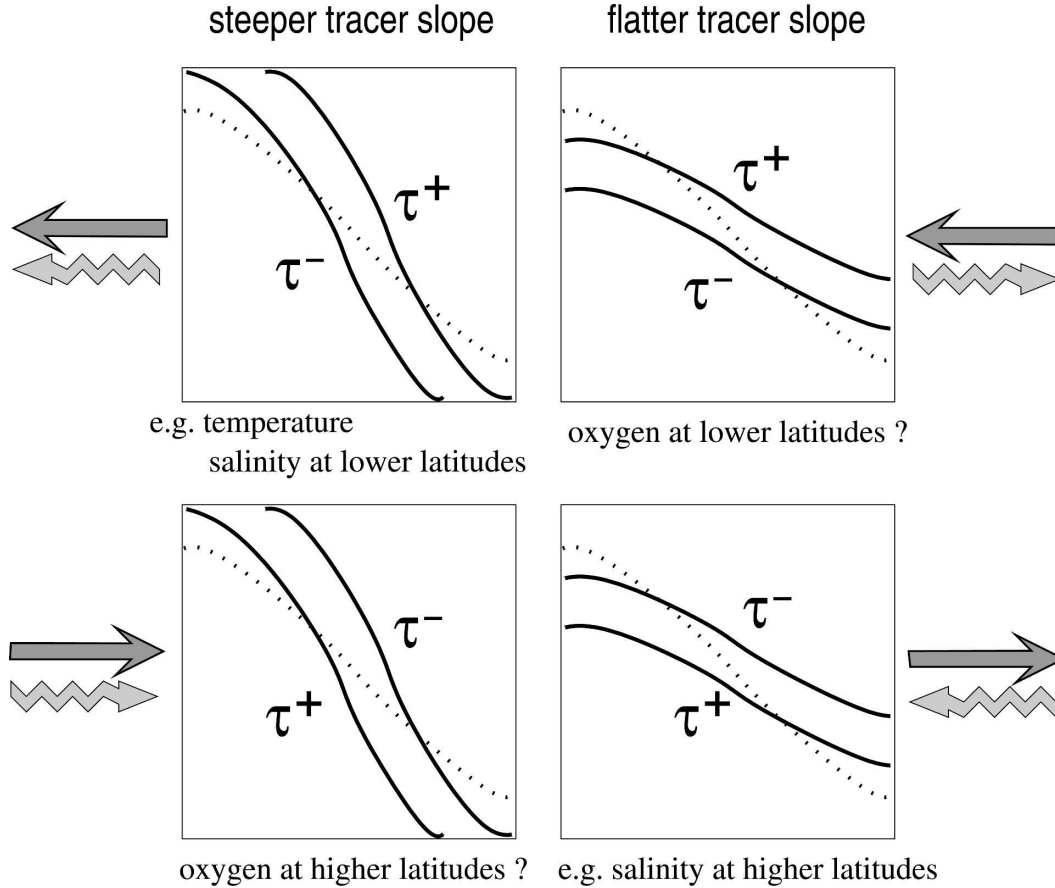 steeper tracer slope
flatter tracer slope
τ+
τ−
τ+
τ−
e.g. temperature
salinity at lower latitudes
oxygen at lower latitudes ?
τ−
τ+
τ−
τ+
oxygen at higher latitudes ?
e.g. salinity at higher latitudes